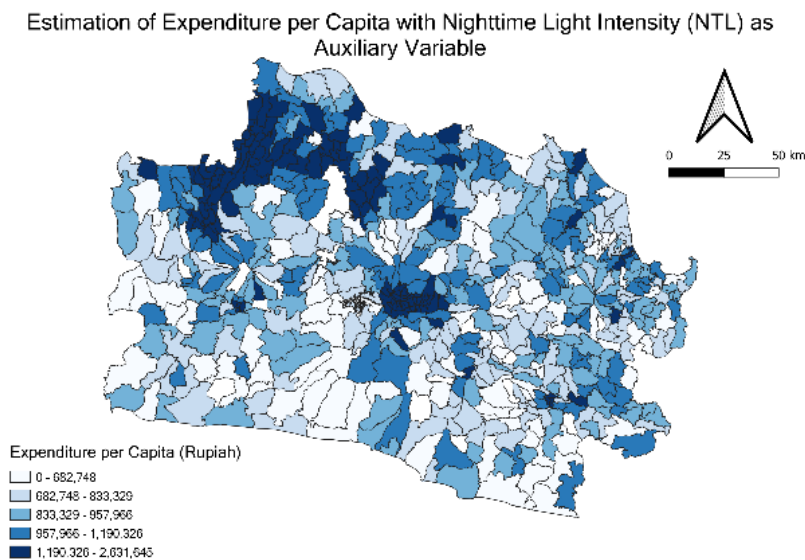 Estimation of Expenditure per Capita with Nighttime Light Intensity (NTL) as
Auxiliary Variable
0 25 50 km
Expenditure per Capita (Rupiah)
0 - 682,748
682,748 - 833,329
833,329 - 957,966
957,966 - 1,190.326
1,190.326 - 2,631,645